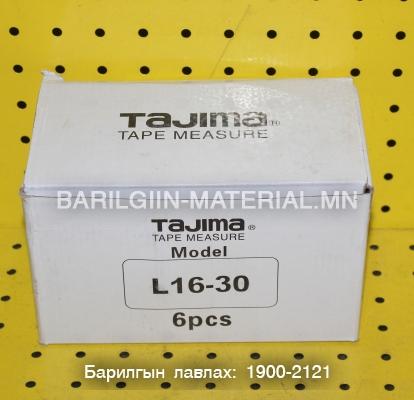 TaJIma®
TAPE MEASURE
BARILGIIN-MATERIAL.MN
TaJIma®
TAPE MEASURE
Model
L16-30
6pcs
Барилгын лавлах: 1900-2121